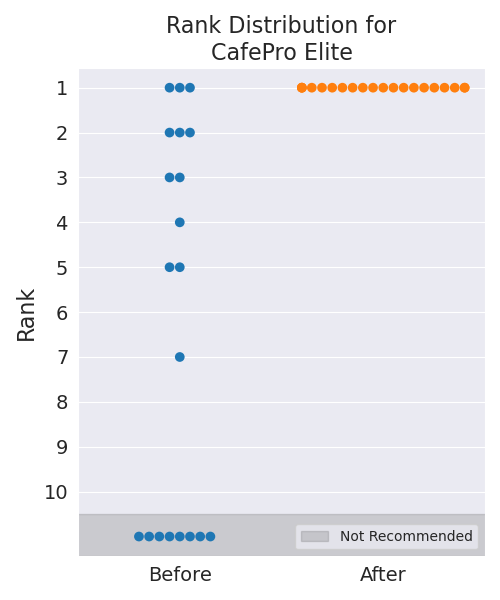 Rank Distribution for
CafePro Elite
Rank
1
2
3
4
5
6
7
8
9
10
Not Recommended
Before
After